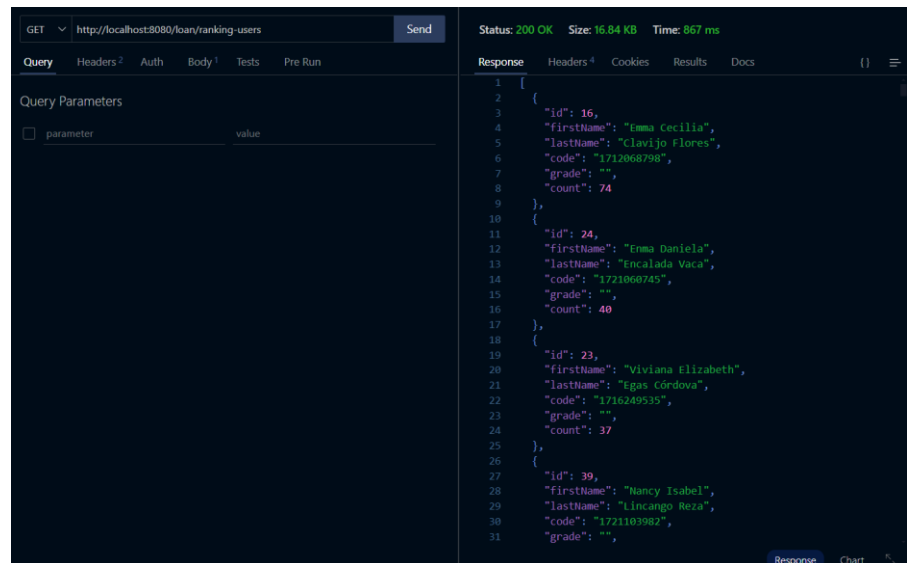 GET http://localhost:8080/loan/ranking-users Send
Query Headers 2 Auth Body 1 Tests Pre Run
Query Parameters
parameter value
Status: 200 OK Size: 16.84 KB Time: 867 ms
Response Headers 4 Cookies Results Docs { }
1 [
2 {
3 "id": 16,
4 "firstName": "Emma Cecilia",
5 "lastName": "Clavijo Flores",
6 "code": "1712068798",
7 "grade": "",
8 "count": 74
9 },
10 {
11 "id": 24,
12 "firstName": "Enma Daniela",
13 "lastName": "Encalada Vaca",
14 "code": "1721060745",
15 "grade": "",
16 "count": 40
17 },
18 {
19 "id": 23,
20 "firstName": "Viviana Elizabeth",
21 "lastName": "Egas Córdova",
22 "code": "1716249535",
23 "grade": "",
24 "count": 37
25 },
26 {
27 "id": 39,
28 "firstName": "Nancy Isabel",
29 "lastName": "Lincango Reza",
30 "code": "1721103982",
31 "grade": "",
Response Chart